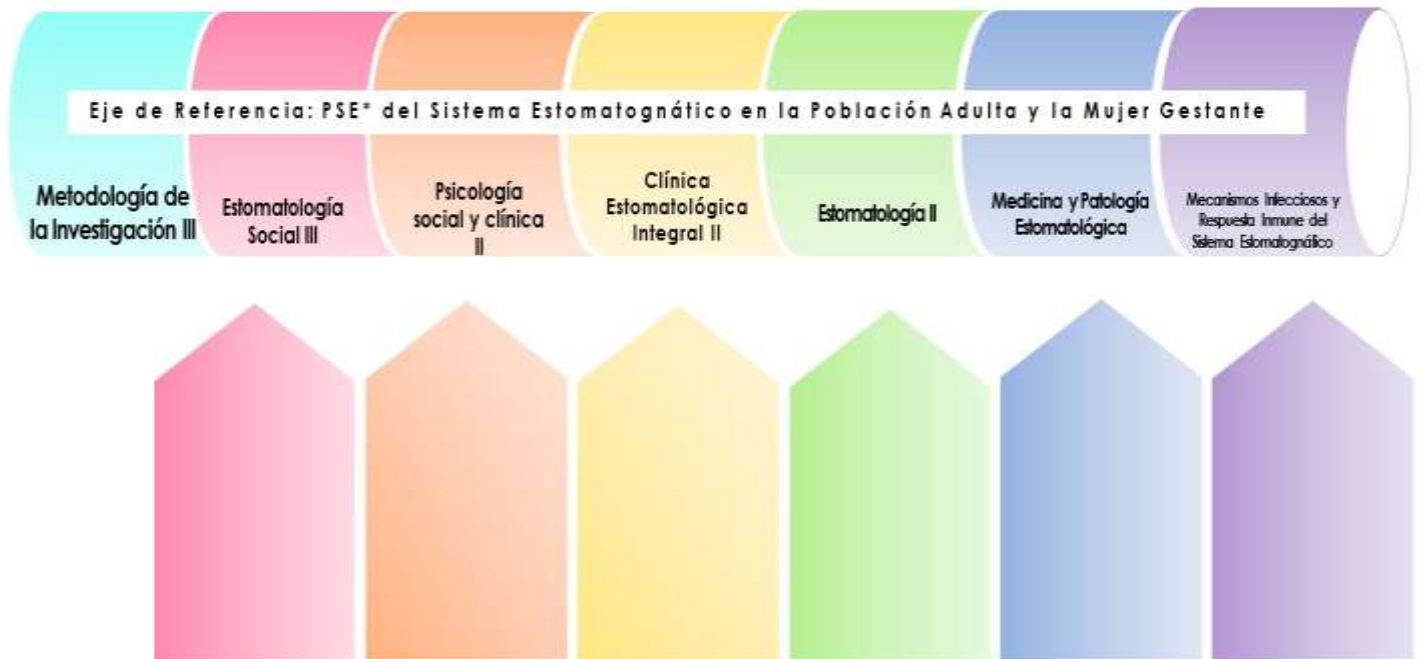 Eje de Referencia: PSE* del Sistema Estomatognático en la Población Adulta y la Mujer Gestante
Metodología de
la Investigación III
Estomatología
Social III
Psicología
social y clínica
II
Clínica
Estomatológica
Integral II
Estomatología II
Medicina y Patología
Estomatológica
Mecanismos Infecciosos y
Respuesta Inmune del
Sistema Estomatognático